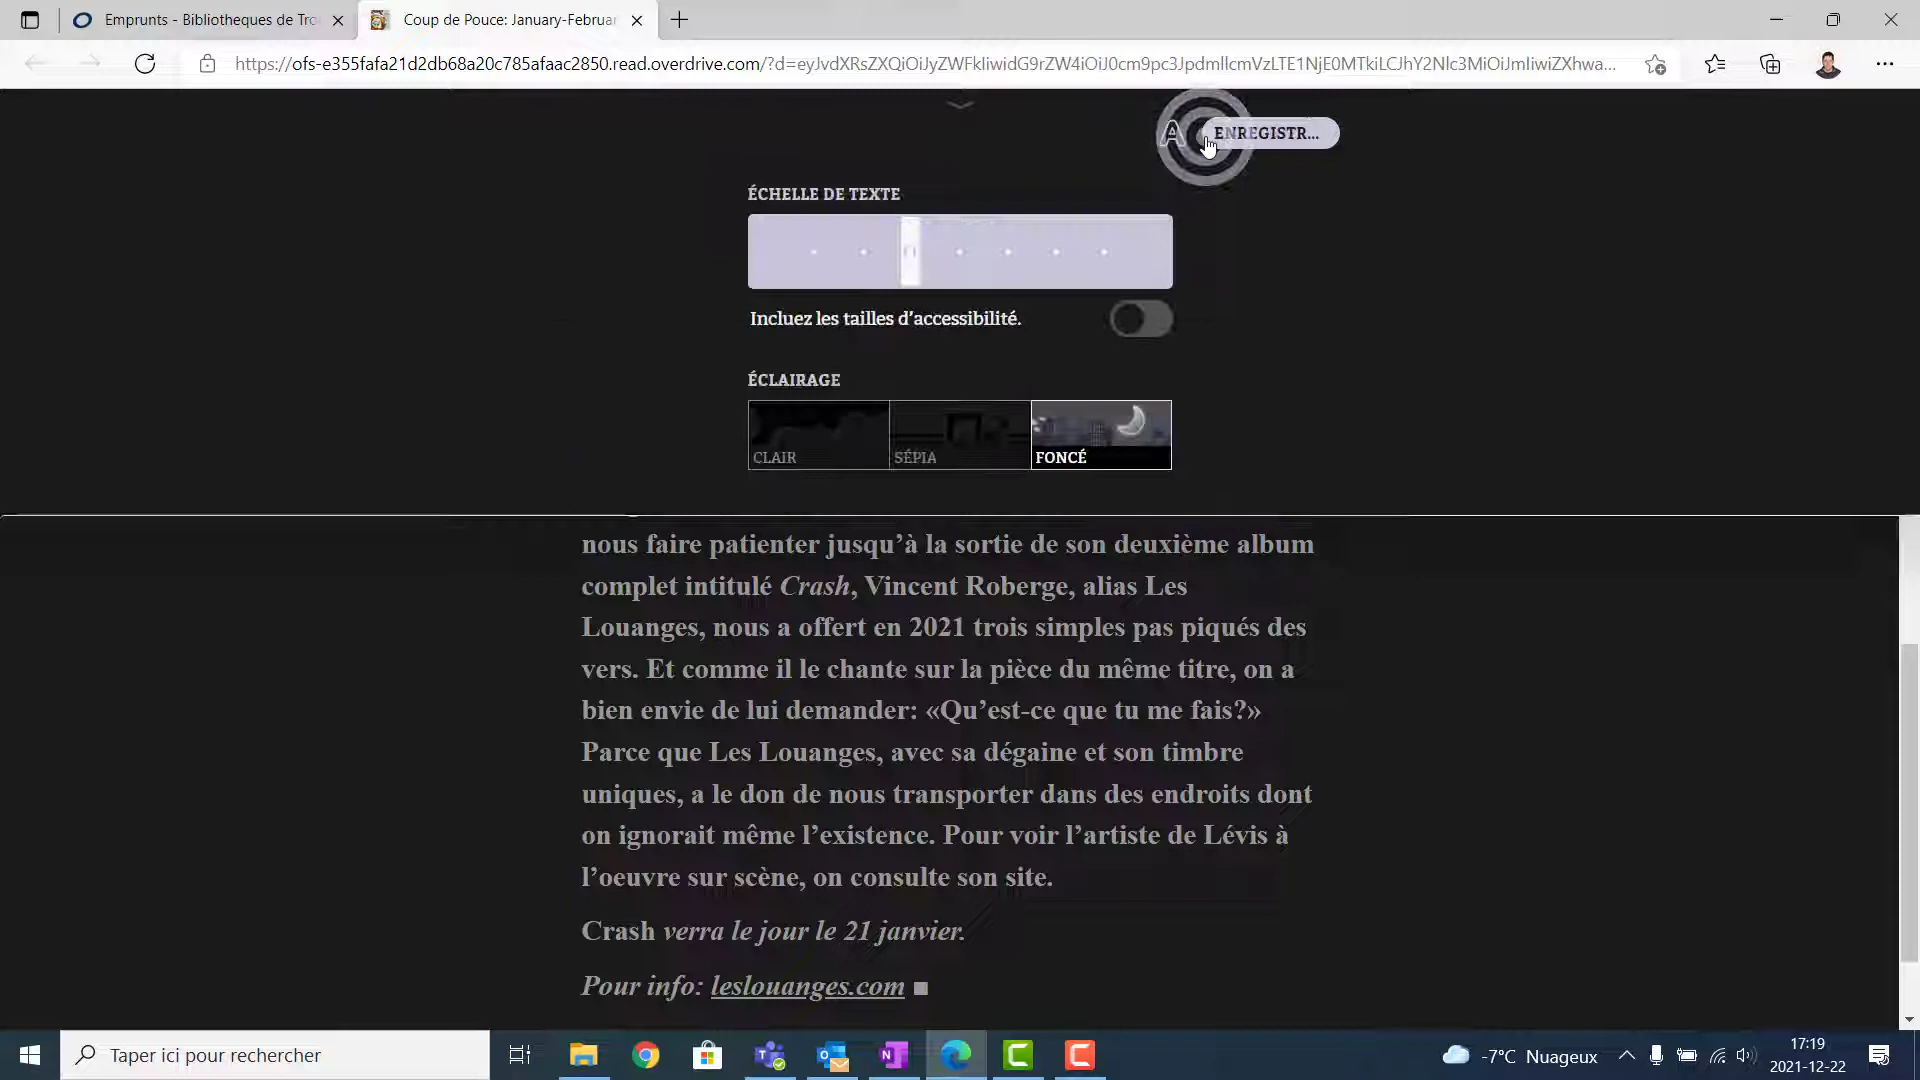 Emprunts - Bibliotheques de Tro
Coup de Pouce: January-Februar
https://ofs-e355fafa21d2db68a20c785afaac2850.read.overdrive.com/?d=
A
ENREGISTR...
ÉCHELLE DE TEXTE
Incluez les tailles d’accessibilité.
ÉCLAIRAGE
CLAIR
SÉPIA
FONCÉ
nous faire patienter jusqu’à la sortie de son deuxième album
complet intitulé Crash, Vincent Roberge, alias Les
Louanges, nous a offert en 2021 trois simples pas piqués des
vers. Et comme il le chante sur la pièce du même titre, on a
bien envie de lui demander: «Qu’est-ce que tu me fais?»
Parce que Les Louanges, avec sa dégaine et son timbre
uniques, a le don de nous transporter dans des endroits dont
on ignorait même l’existence. Pour voir l’artiste de Lévis à
l’oeuvre sur scène, on consulte son site.
Crash verra le jour le 21 janvier.
Pour info: leslouanges.com
Taper ici pour rechercher
-7°C Nuageux
17:19
2021-12-22